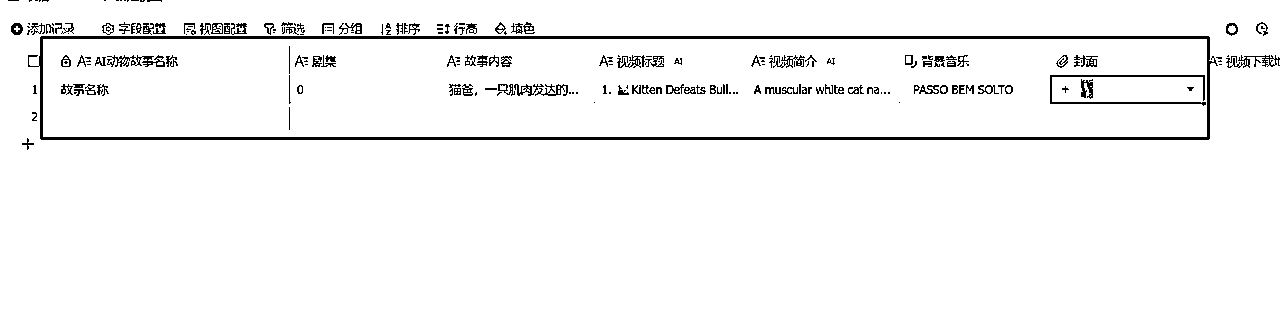 添加记录 字段配置 视图配置 筛选 分组 排序 行高 填色
AI动物故事名称 剧集 故事内容 视频标题 AI 视频简介 AI 背景音乐 封面 视频下载
1 故事名称 0 猫爸，一只肌肉发达的... 1. Kitten Defeats Bull... A muscular white cat na... PASSO BEM SOLTO
2